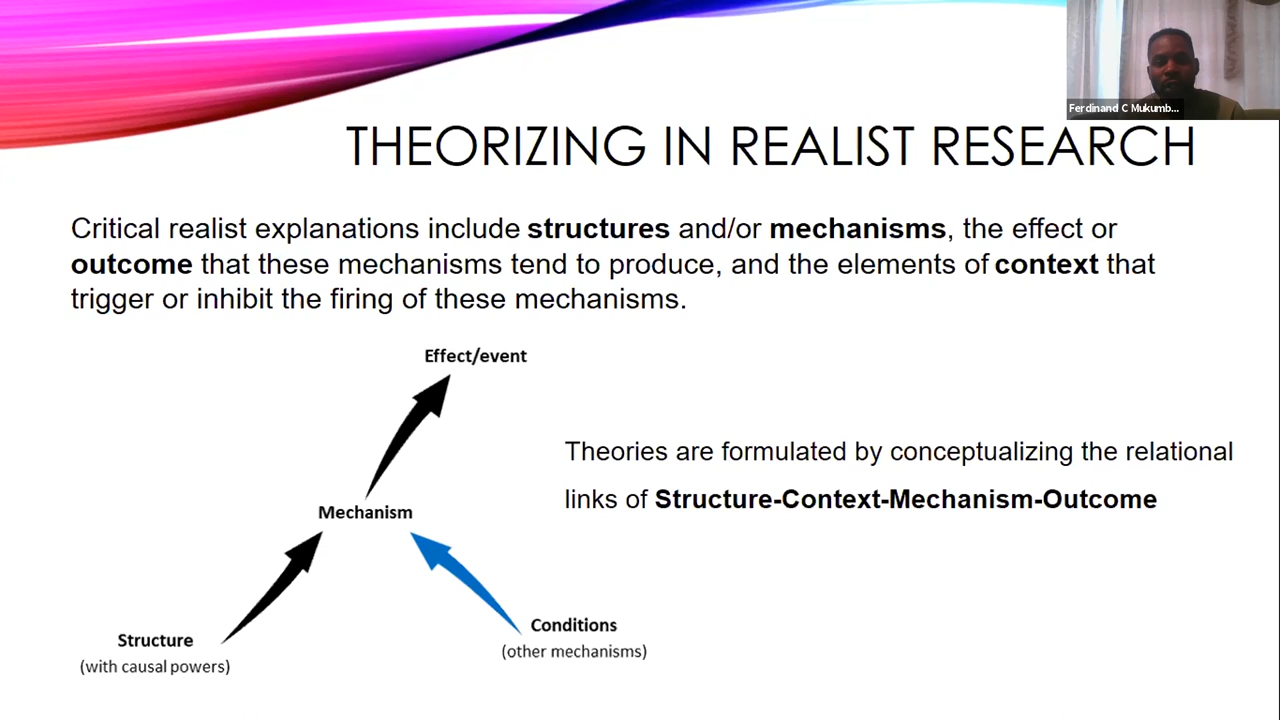 Ferdinand C Mukumb...
THEORIZING IN REALIST RESEARCH
Critical realist explanations include structures and/or mechanisms, the effect or
outcome that these mechanisms tend to produce, and the elements of context that
trigger or inhibit the firing of these mechanisms.
Effect/event
Theories are formulated by conceptualizing the relational
links of Structure-Context-Mechanism-Outcome
Mechanism
Structure
(with causal powers)
Conditions
(other mechanisms)